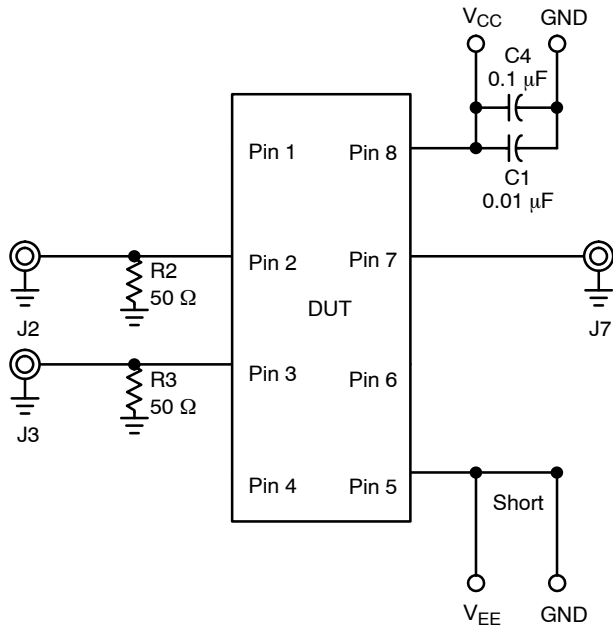 VCC GND
C4
0.1 μF
Pin 1 Pin 8
C1
0.01 μF
Pin 2 Pin 7
R2
50 Ω
DUT
J2 J7
Pin 3 Pin 6
R3
50 Ω
J3
Pin 4 Pin 5
Short
VEE GND